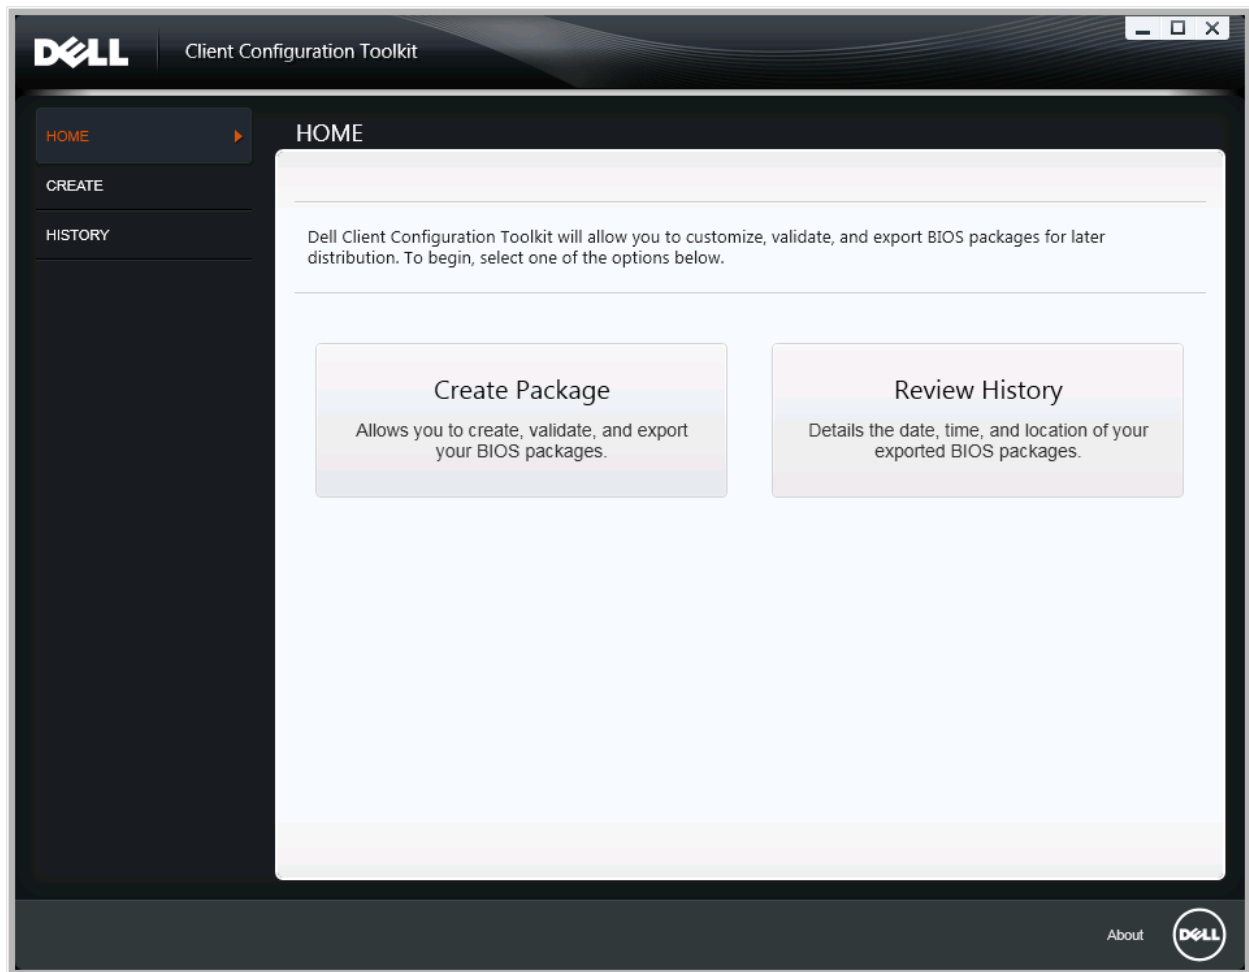 DELL
Client Configuration Toolkit
HOME
CREATE
HISTORY
HOME
Dell Client Configuration Toolkit will allow you to customize, validate, and export BIOS packages for later
distribution. To begin, select one of the options below.
Create Package
Allows you to create, validate, and export
your BIOS packages.
Review History
Details the date, time, and location of your
exported BIOS packages.
About
DELL